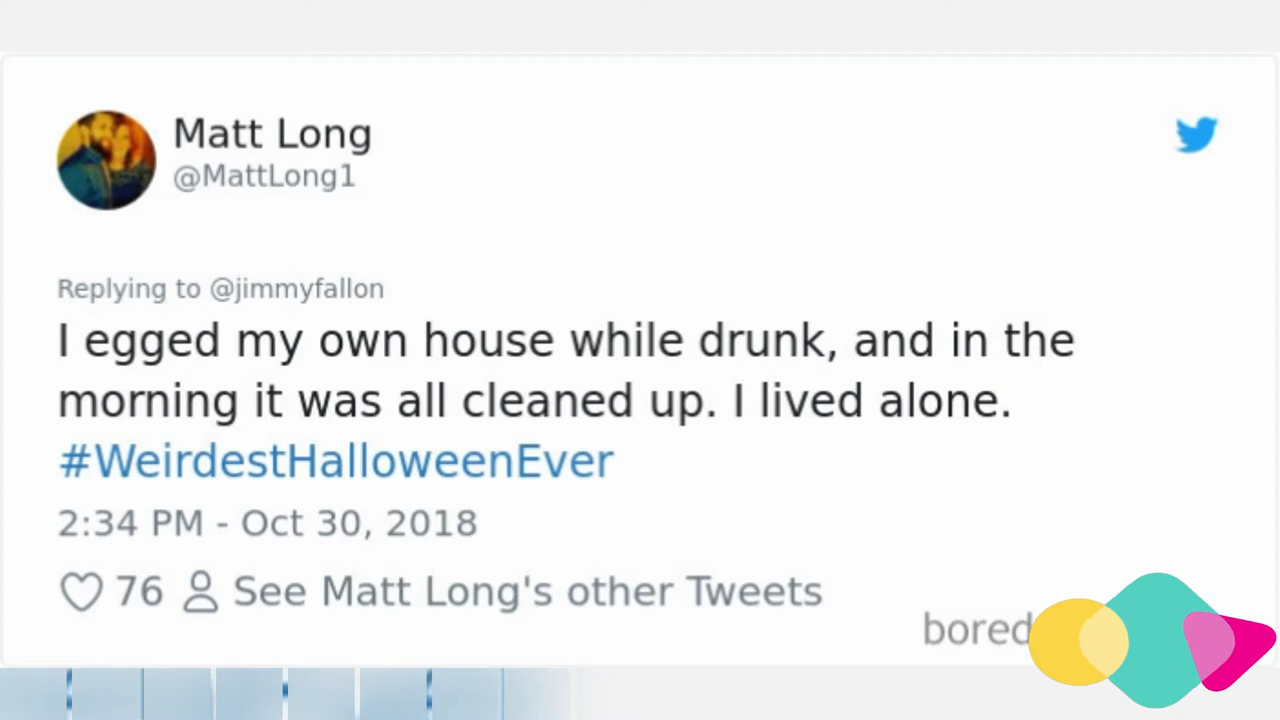 Matt Long
@MattLong1
Replying to @jimmyfallon
I egged my own house while drunk, and in the
morning it was all cleaned up. I lived alone.
#WeirdestHalloweenEver
2:34 PM - Oct 30, 2018
76 See Matt Long's other Tweets
bored